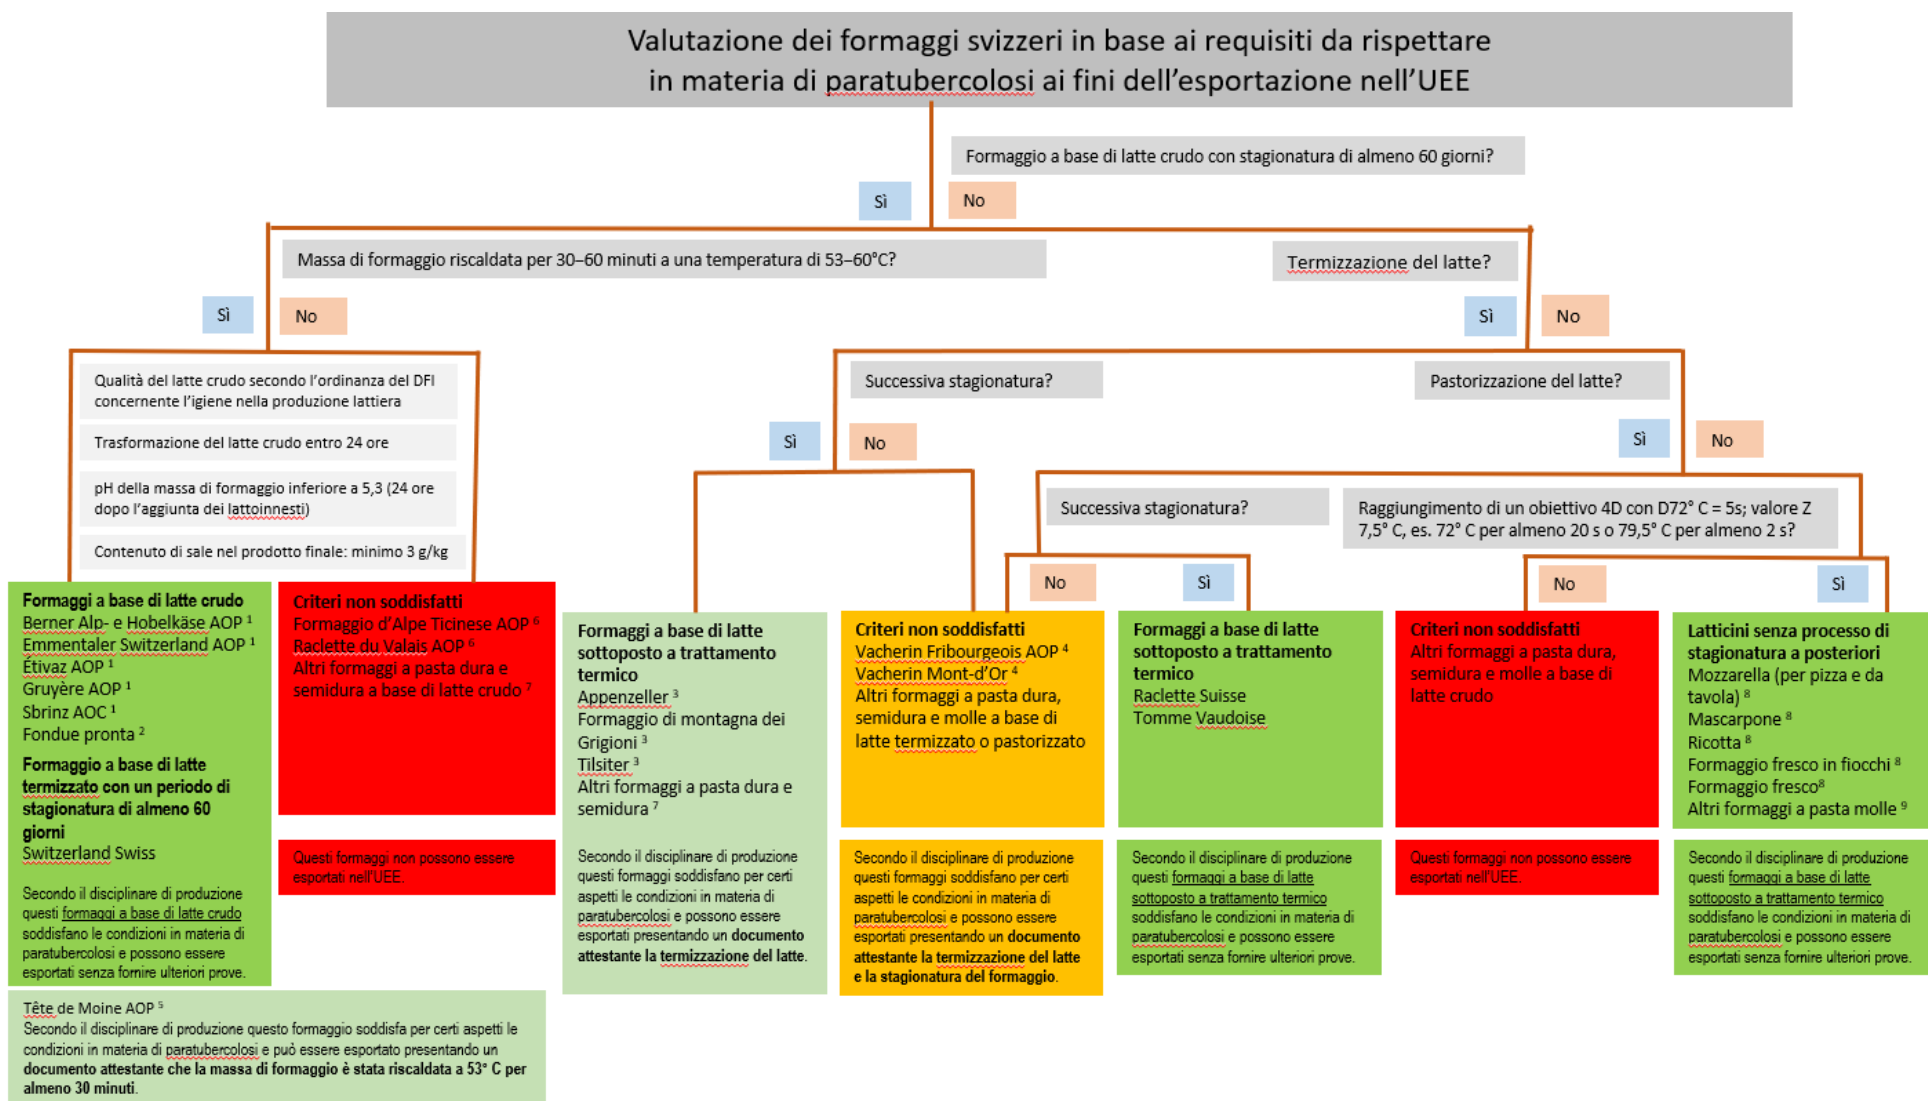 Valutazione dei formaggi svizzeri in base ai requisiti da rispettare
in materia di paratubercolosi ai fini dell'esportazione nell'UEE
Formaggio a base di latte crudo con stagionatura di almeno 60 giorni?
Sì
No
Massa di formaggio riscaldata per 30–60 minuti a una temperatura di 53–60°C?
Termizzazione del latte?
Sì
No
Sì
No
Qualità del latte crudo secondo l'ordinanza del DFI
concernente l'igiene nella produzione lattiera
Trasformazione del latte crudo entro 24 ore
pH della massa di formaggio inferiore a 5,3 (24 ore
dopo l'aggiunta dei lattoinnesti)
Contenuto di sale nel prodotto finale: minimo 3 g/kg
Successiva stagionatura?
Pastorizzazione del latte?
Sì
No
Sì
No
Successiva stagionatura?
Raggiungimento di un obiettivo 4D con D72° C = 5s; valore Z
7,5° C, es. 72° C per almeno 20 s o 79,5° C per almeno 2 s?
No
Sì
No
Sì
Formaggi a base di latte crudo
Berner Alp- e Hobelkäse AOP ¹
Emmentaler Switzerland AOP ¹
Étivaz AOP ¹
Gruyère AOP ¹
Sbrinz AOC ¹
Fondue pronta ²
Formaggio a base di latte
termizzato con un periodo di
stagionatura di almeno 60
giorni
Switzerland Swiss
Secondo il disciplinare di produzione
questi formaggi a base di latte crudo
soddisfano le condizioni in materia di
paratubercolosi e possono essere
esportati senza fornire ulteriori prove.
Tête de Moine AOP ⁵
Secondo il disciplinare di produzione questo formaggio soddisfa per certi aspetti le
condizioni in materia di paratubercolosi e può essere esportato presentando un
documento attestante che la massa di formaggio è stata riscaldata a 53° C per
almeno 30 minuti.
Criteri non soddisfatti
Formaggio d'Alpe Ticinese AOP ⁶
Raclette du Valais AOP ⁶
Altri formaggi a pasta dura e
semidura a base di latte crudo ⁷
Questi formaggi non possono essere
esportati nell'UEE.
Formaggi a base di latte
sottoposto a trattamento
termico
Appenzeller ³
Formaggio di montagna dei
Grigioni ³
Tilsiter ³
Altri formaggi a pasta dura e
semidura ⁷
Secondo il disciplinare di produzione
questi formaggi soddisfano per certi
aspetti le condizioni in materia di
paratubercolosi e possono essere
esportati presentando un documento
attestante la termizzazione del latte.
Criteri non soddisfatti
Vacherin Fribourgeois AOP ⁴
Vacherin Mont-d'Or ⁴
Altri formaggi a pasta dura,
semidura e molle a base di
latte termizzato o pastorizzato
Secondo il disciplinare di produzione
questi formaggi soddisfano per certi
aspetti le condizioni in materia di
paratubercolosi e possono essere
esportati presentando un documento
attestante la termizzazione del latte
e la stagionatura del formaggio.
Formaggi a base di latte
sottoposto a trattamento
termico
Raclette Suisse
Tomme Vaudoise
Secondo il disciplinare di produzione
questi formaggi a base di latte
sottoposto a trattamento termico
soddisfano le condizioni in materia di
paratubercolosi e possono essere
esportati senza fornire ulteriori prove.
Criteri non soddisfatti
Altri formaggi a pasta dura,
semidura e molle a base di
latte crudo
Questi formaggi non possono essere
esportati nell'UEE.
Latticini senza processo di
stagionatura a posteriori
Mozzarella (per pizza e da
tavola) ⁸
Mascarpone ⁸
Ricotta ⁸
Formaggio fresco in fiocchi ⁸
Formaggio fresco⁸
Altri formaggi a pasta molle ⁹
Secondo il disciplinare di produzione
questi formaggi a base di latte
sottoposto a trattamento termico
soddisfano le condizioni in materia di
paratubercolosi e possono essere
esportati senza fornire ulteriori prove.